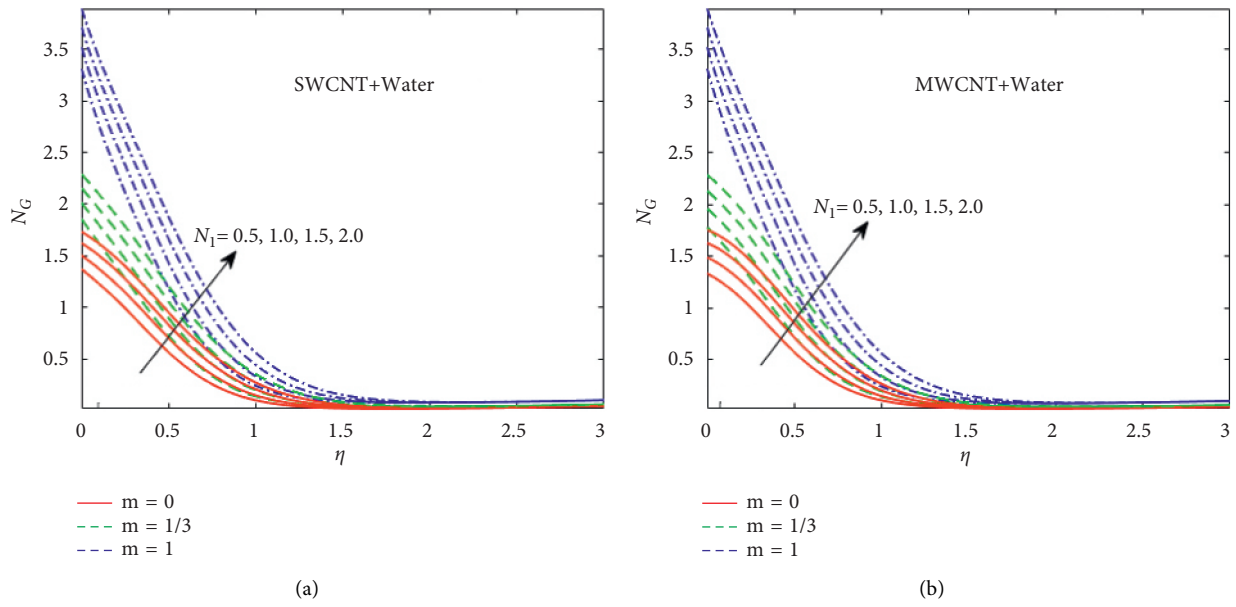 3.5
3
2.5
2
1.5
1
0.5
N_G
SWCNT+Water
N₁= 0.5, 1.0, 1.5, 2.0
0 0.5 1 1.5 2 2.5 3
η
m = 0
m = 1/3
m = 1
(a)
3.5
3
2.5
2
1.5
1
0.5
N_G
MWCNT+Water
N₁= 0.5, 1.0, 1.5, 2.0
0 0.5 1 1.5 2 2.5 3
η
m = 0
m = 1/3
m = 1
(b)